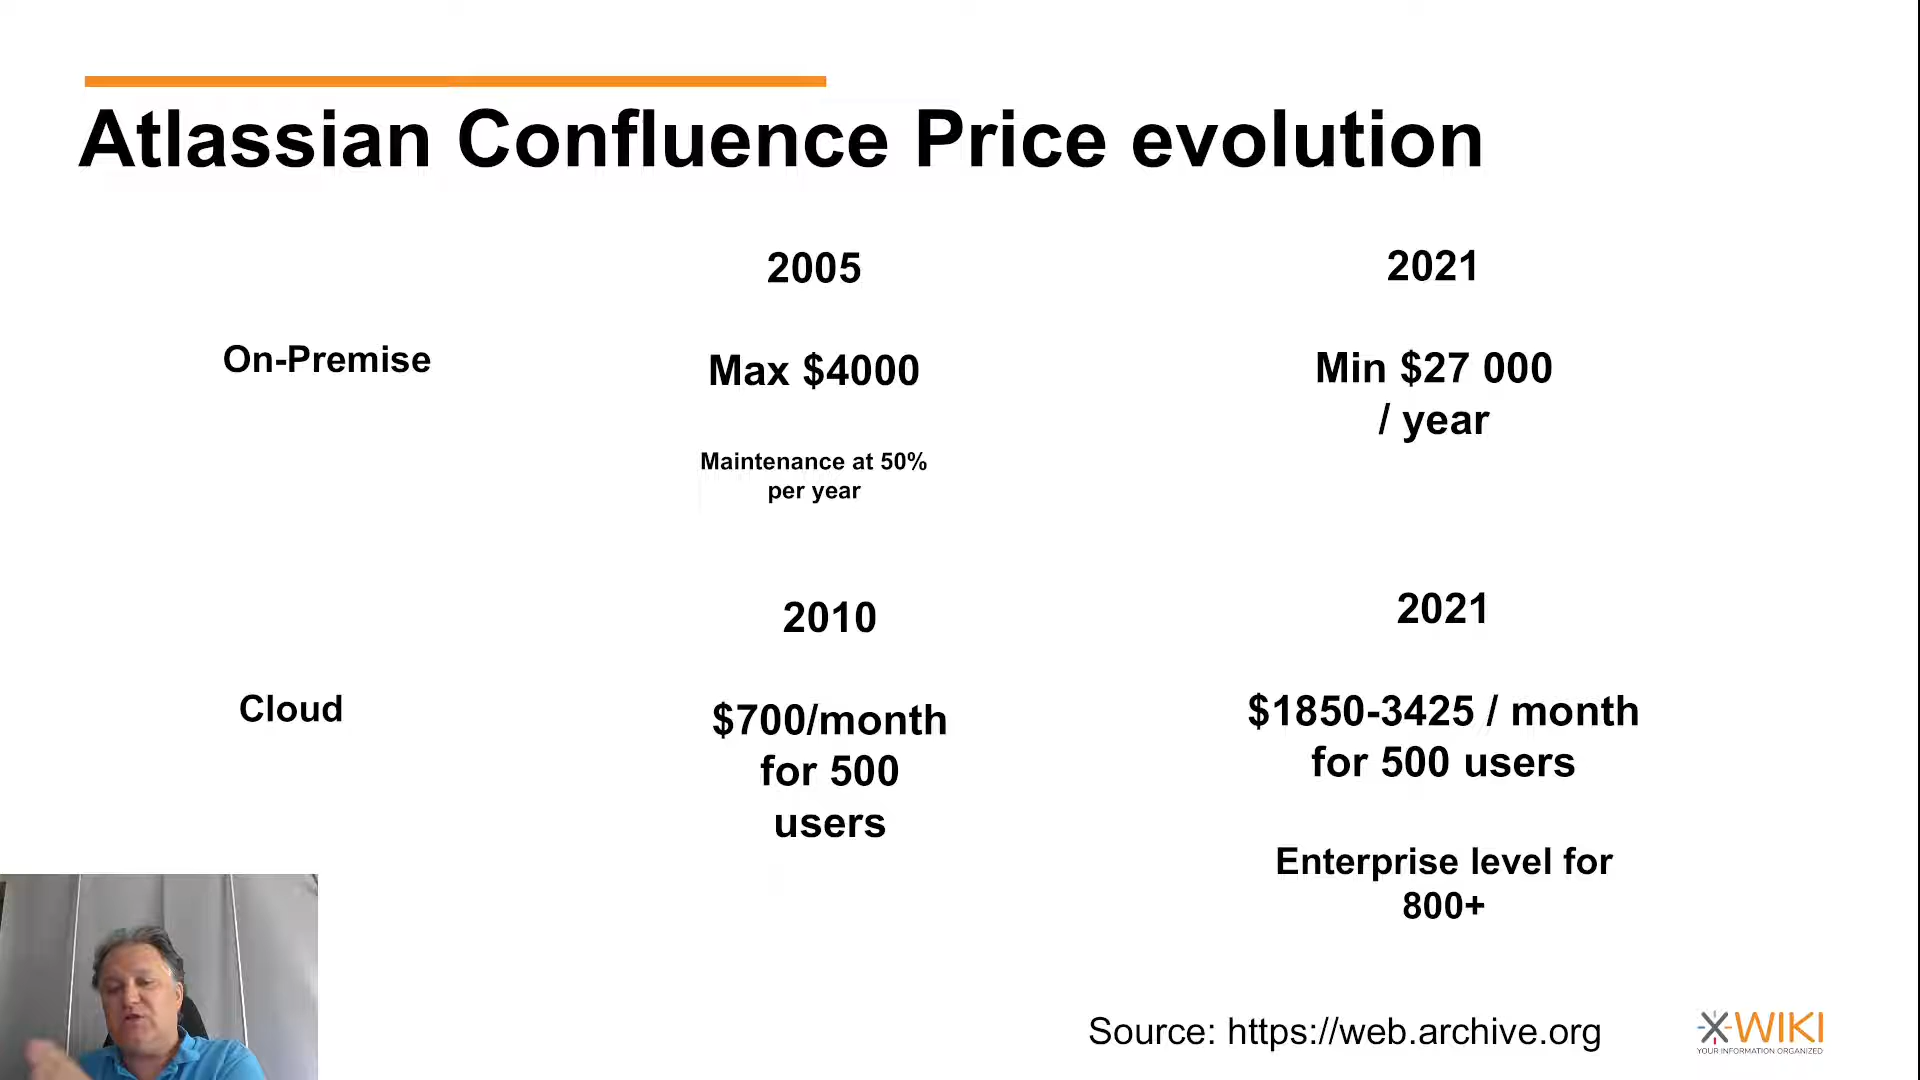 Atlassian Confluence Price evolution
2005
2021
On-Premise
Max $4000
Min $27 000
/ year
Maintenance at 50%
per year
2010
2021
Cloud
$700/month
for 500
users
$1850-3425 / month
for 500 users
Enterprise level for
800+
Source: https://web.archive.org
XWIKI
YOUR INFORMATION ORGANIZED